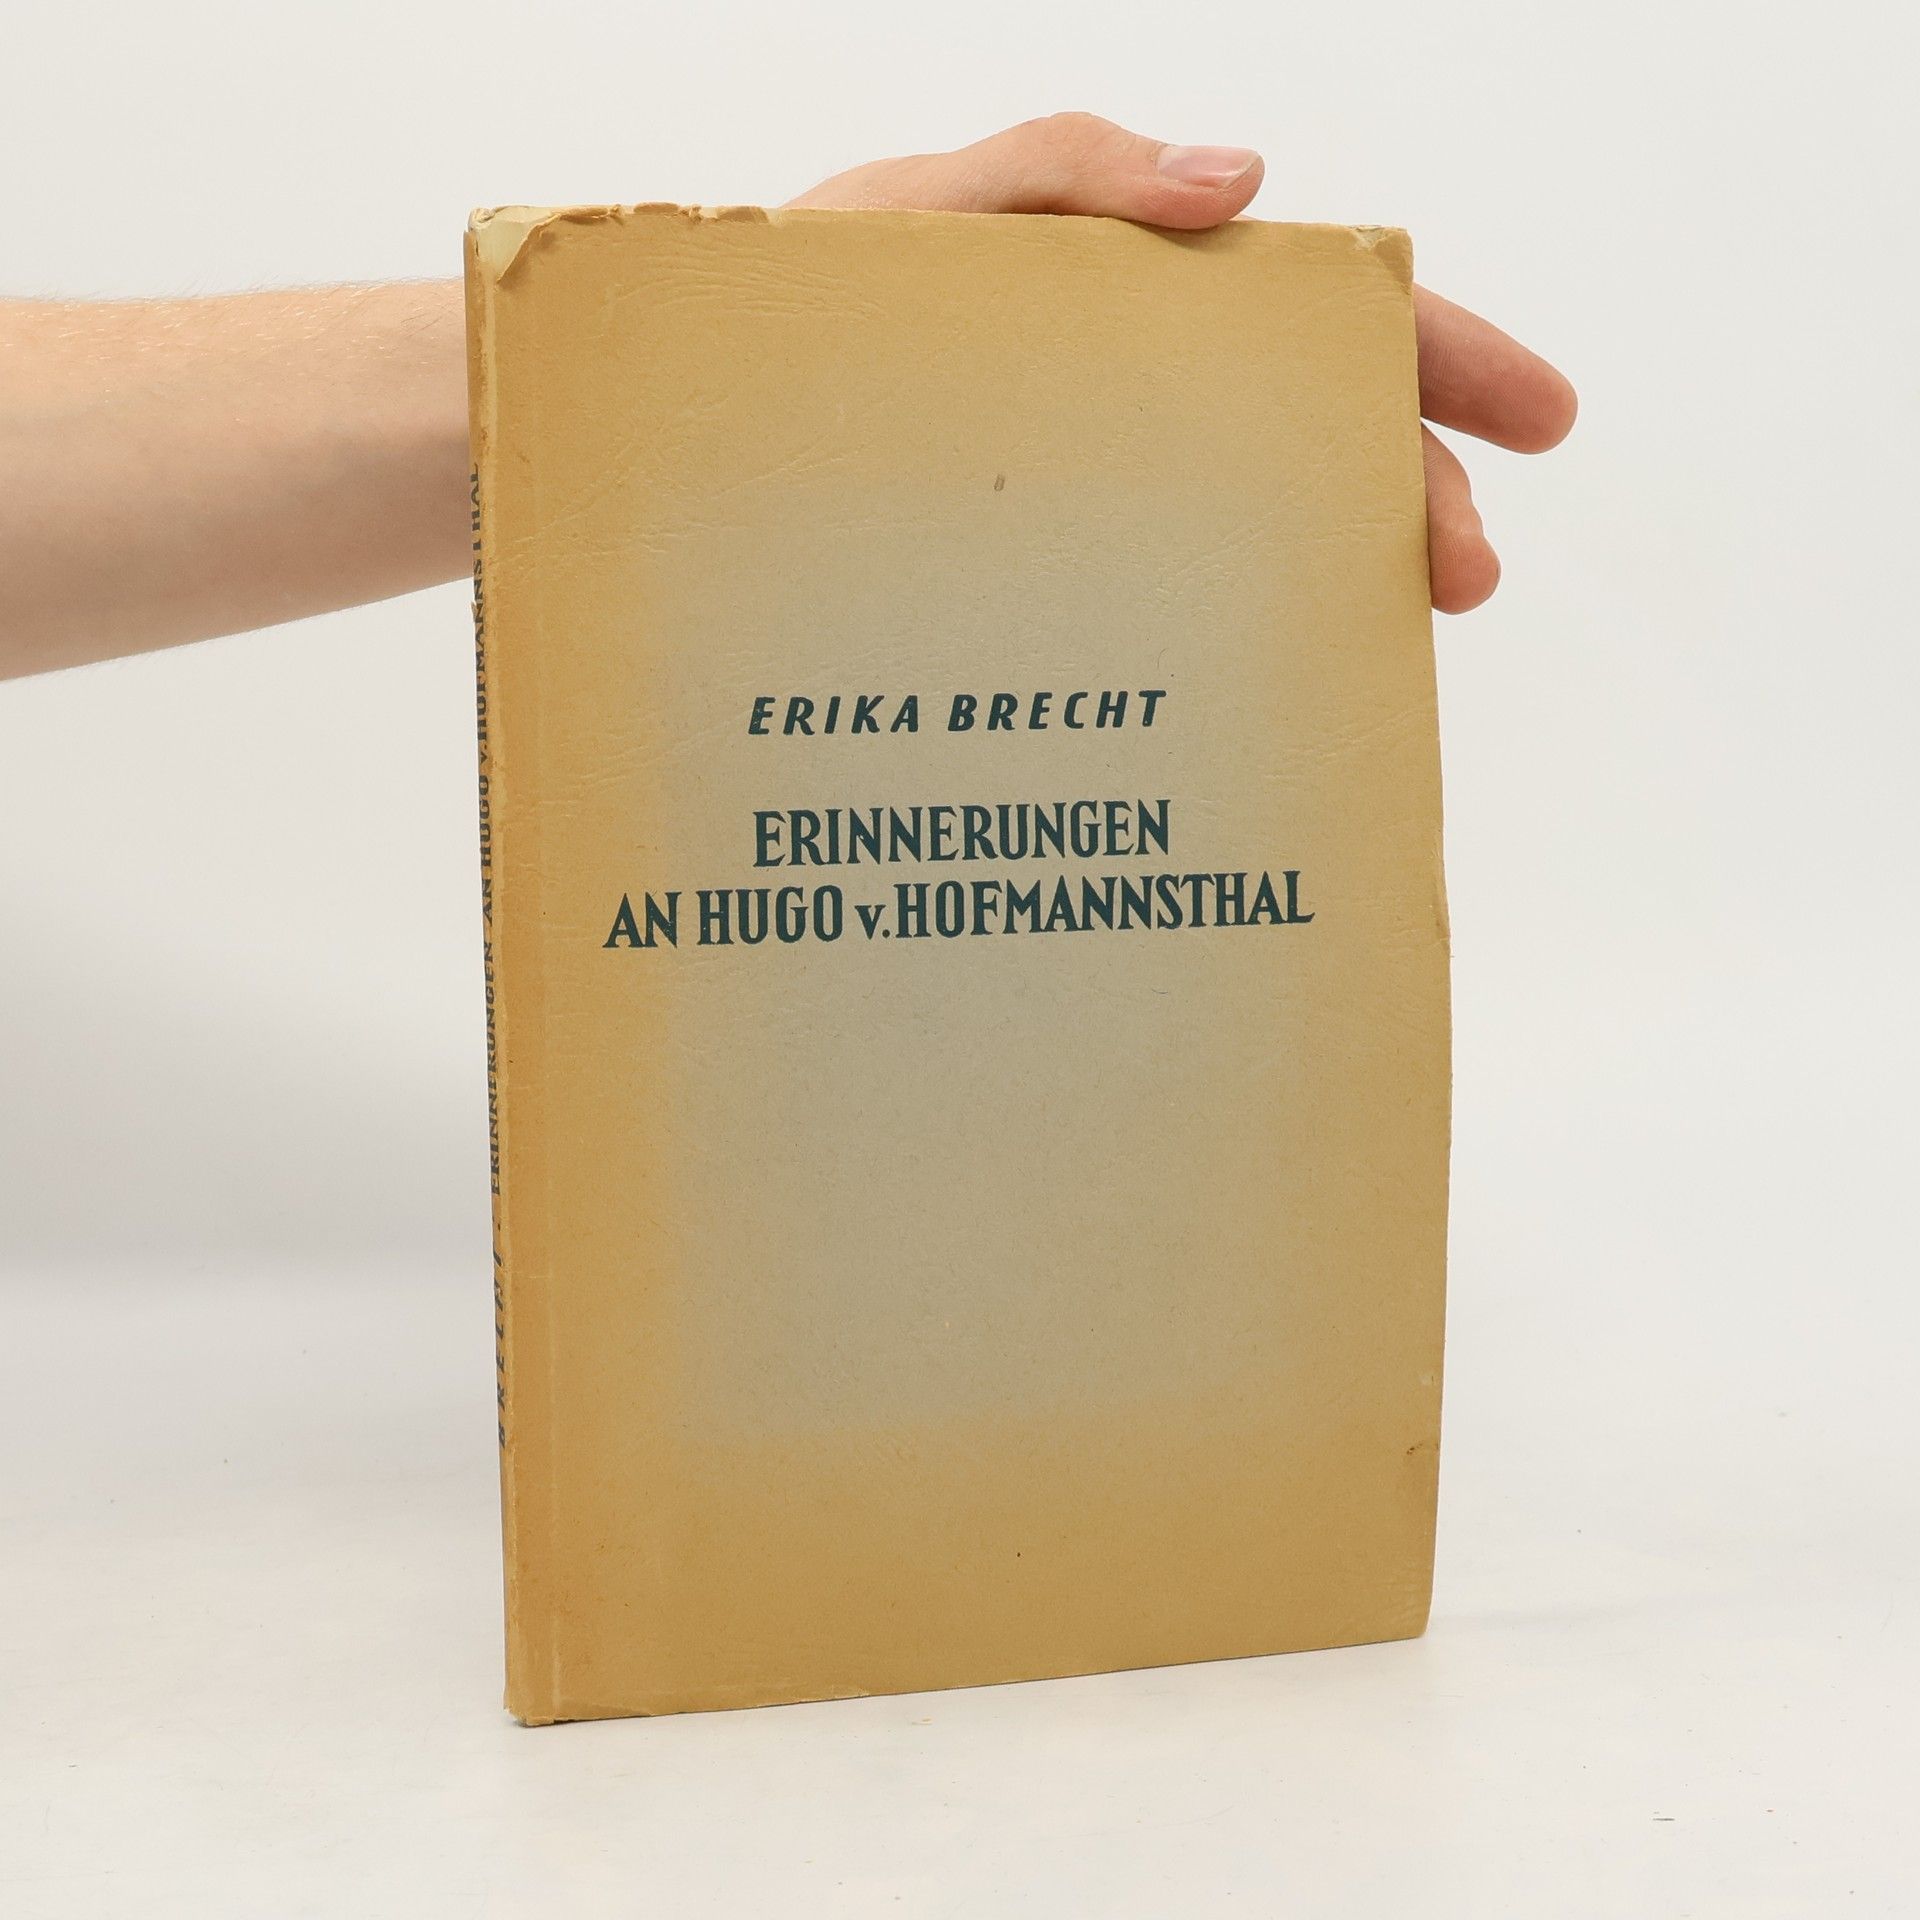 ERIKA BRECHT
ERINNERUNGEN
AN HUGO v. HOFMANNSTHAL
BRECHT · ERINNERUNGEN AN HUGO v. HOFMANNSTHAL